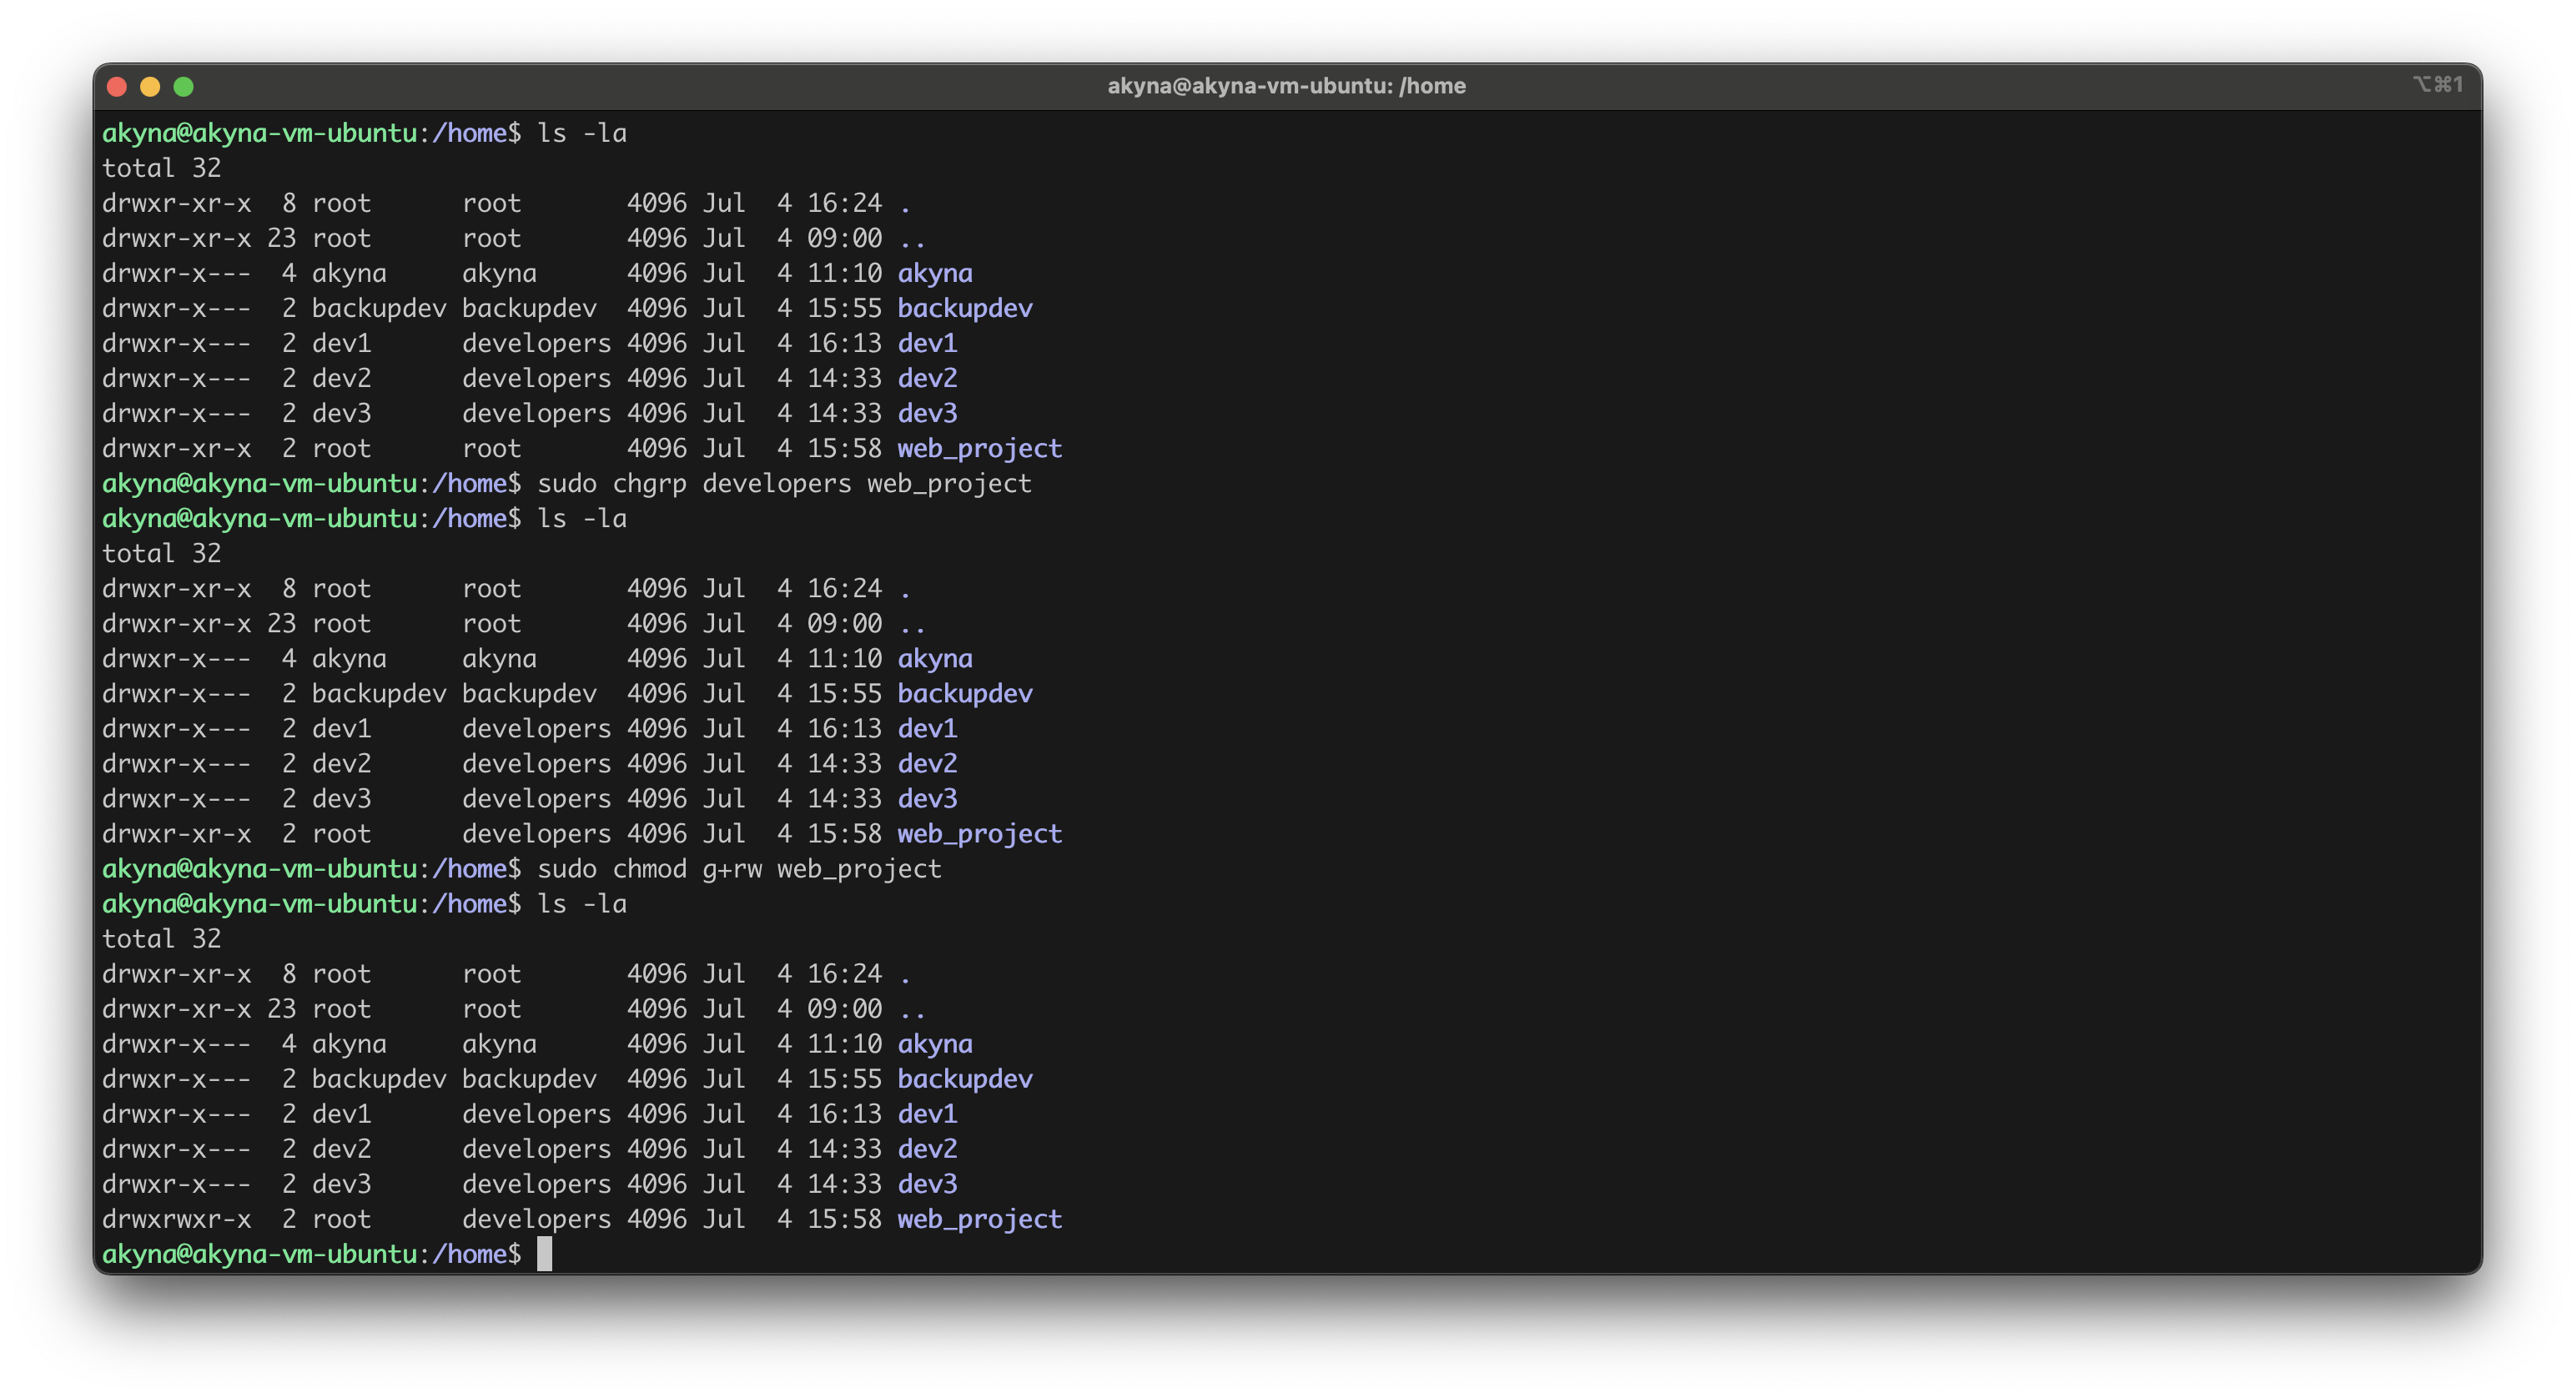 akyna@akyna-vm-ubuntu: /home
⌥⌘1
akyna@akyna-vm-ubuntu:/home$ ls -la
total 32
drwxr-xr-x  8 root      root       4096 Jul  4 16:24 .
drwxr-xr-x 23 root      root       4096 Jul  4 09:00 ..
drwxr-x---  4 akyna     akyna      4096 Jul  4 11:10 akyna
drwxr-x---  2 backupdev backupdev  4096 Jul  4 15:55 backupdev
drwxr-x---  2 dev1      developers 4096 Jul  4 16:13 dev1
drwxr-x---  2 dev2      developers 4096 Jul  4 14:33 dev2
drwxr-x---  2 dev3      developers 4096 Jul  4 14:33 dev3
drwxr-xr-x  2 root      root       4096 Jul  4 15:58 web_project
akyna@akyna-vm-ubuntu:/home$ sudo chgrp developers web_project
akyna@akyna-vm-ubuntu:/home$ ls -la
total 32
drwxr-xr-x  8 root      root       4096 Jul  4 16:24 .
drwxr-xr-x 23 root      root       4096 Jul  4 09:00 ..
drwxr-x---  4 akyna     akyna      4096 Jul  4 11:10 akyna
drwxr-x---  2 backupdev backupdev  4096 Jul  4 15:55 backupdev
drwxr-x---  2 dev1      developers 4096 Jul  4 16:13 dev1
drwxr-x---  2 dev2      developers 4096 Jul  4 14:33 dev2
drwxr-x---  2 dev3      developers 4096 Jul  4 14:33 dev3
drwxr-xr-x  2 root      developers 4096 Jul  4 15:58 web_project
akyna@akyna-vm-ubuntu:/home$ sudo chmod g+rw web_project
akyna@akyna-vm-ubuntu:/home$ ls -la
total 32
drwxr-xr-x  8 root      root       4096 Jul  4 16:24 .
drwxr-xr-x 23 root      root       4096 Jul  4 09:00 ..
drwxr-x---  4 akyna     akyna      4096 Jul  4 11:10 akyna
drwxr-x---  2 backupdev backupdev  4096 Jul  4 15:55 backupdev
drwxr-x---  2 dev1      developers 4096 Jul  4 16:13 dev1
drwxr-x---  2 dev2      developers 4096 Jul  4 14:33 dev2
drwxr-x---  2 dev3      developers 4096 Jul  4 14:33 dev3
drwxrwxr-x  2 root      developers 4096 Jul  4 15:58 web_project
akyna@akyna-vm-ubuntu:/home$